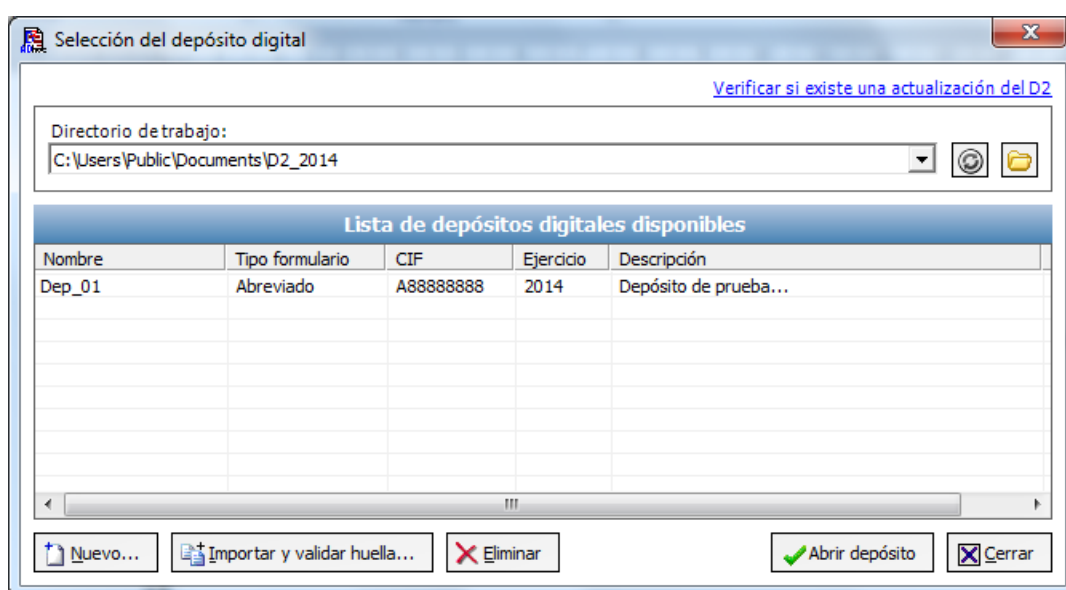 Selección del depósito digital
Verificar si existe una actualización del D2
Directorio de trabajo:
C:\Users\Public\Documents\D2_2014
Lista de depósitos digitales disponibles
Nombre Tipo formulario CIF Ejercicio Descripción
Dep_01 Abreviado A88888888 2014 Depósito de prueba...
Nuevo... Importar y validar huella... Eliminar Abrir depósito Cerrar